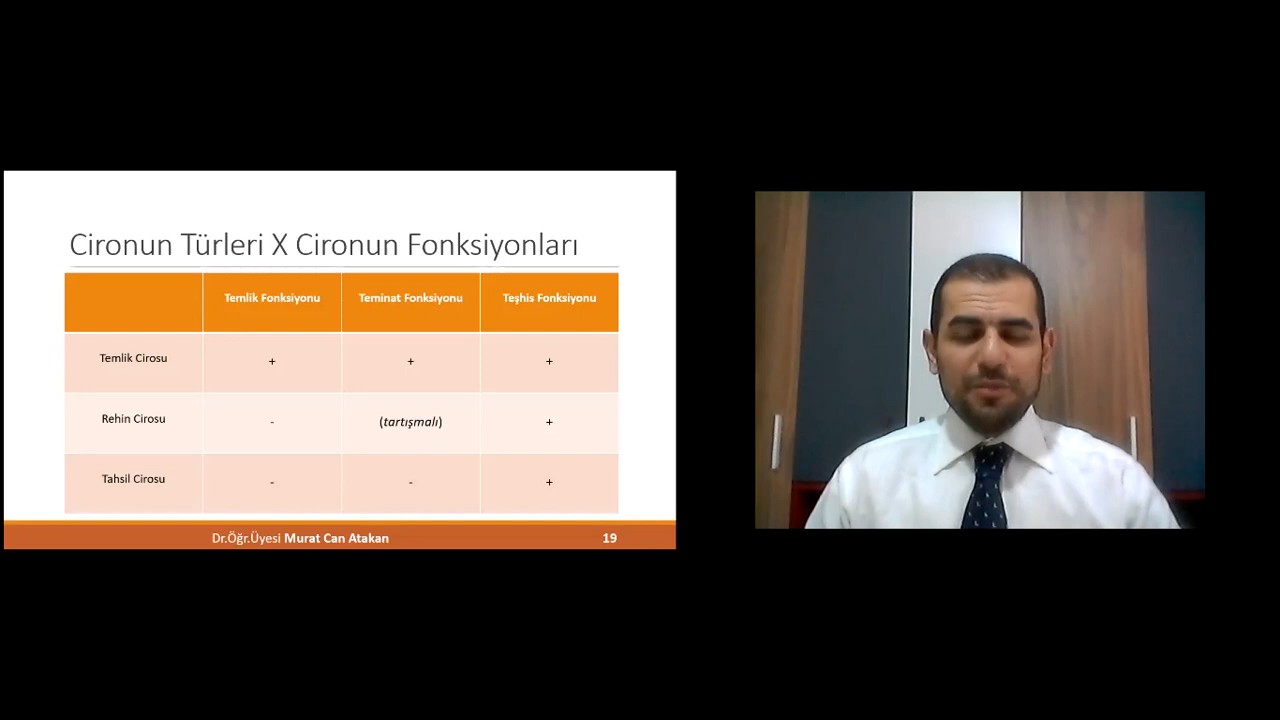 Cironun Türleri X Cironun Fonksiyonları
Temlik Fonksiyonu Teminat Fonksiyonu Teşhis Fonksiyonu
Temlik Cirosu + + +
Rehin Cirosu - (tartışmalı) +
Tahsil Cirosu - - +
Dr.Öğr.Üyesi Murat Can Atakan 19